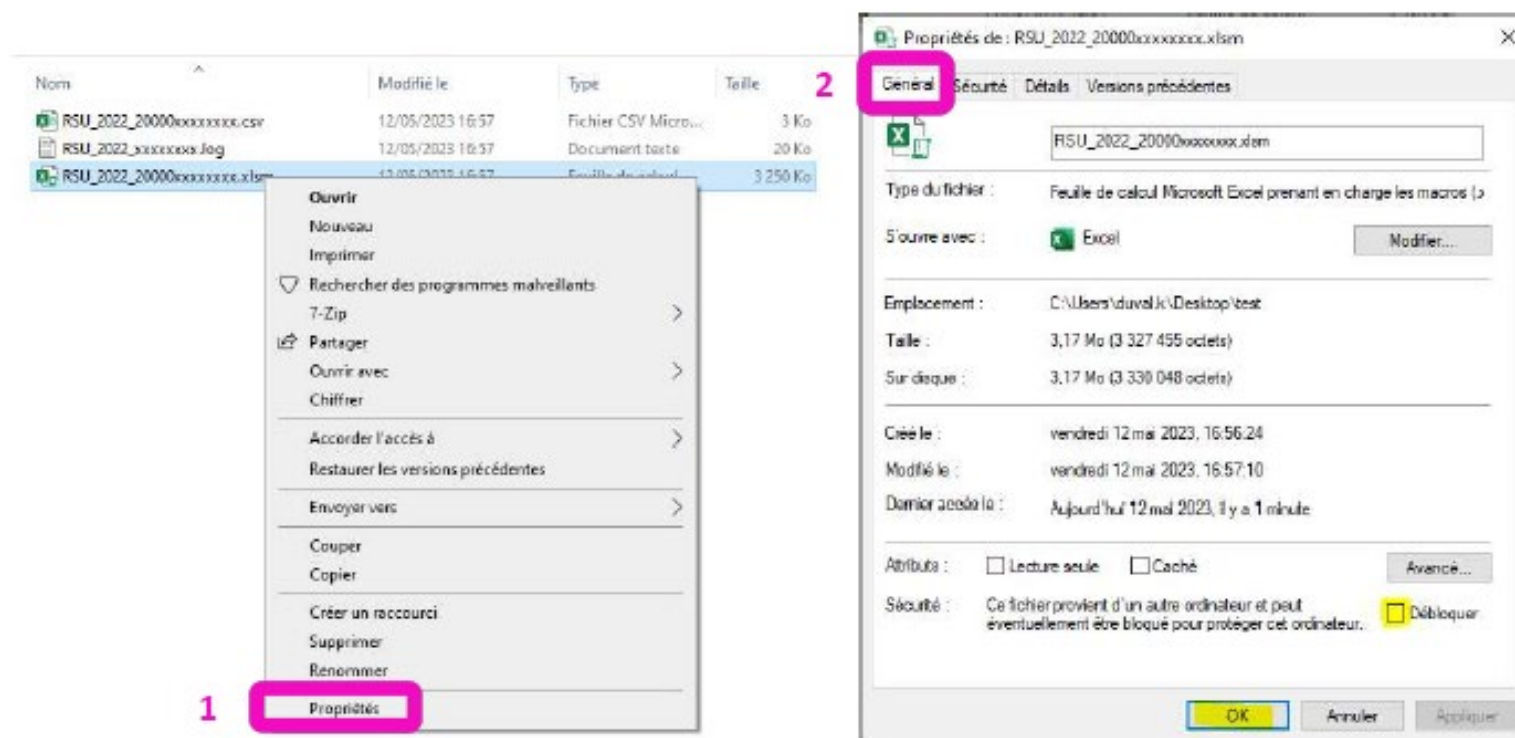 Nom Modifié le Type Taille
RSU_2022_20000xxxxxxxx.csv 12/05/2023 16:57 Fichier CSV Micro... 3 Ko
RSU_2022_xxxxxxxx.log 12/05/2023 16:57 Document texte 20 Ko
RSU_2022_20000xxxxxxxx.xlsm 12/05/2023 16:57 Feuille de calcul 3 250 Ko
Ouvrir
Nouveau
Imprimer
Rechercher des programmes malveillants
7-Zip
Partager
Ouvrir avec
Chiffrer
Accorder l'accès à
Restaurer les versions précédentes
Envoyer vers
Couper
Copier
Créer un raccourci
Supprimer
Renommer
1 Propriétés
Propriétés de : RSU_2022_20000xxxxxxxx.xlsm
2 Général Sécurité Détails Versions précédentes
RSU_2022_20000xxxxxxxx.xlsm
Type du fichier : Feuille de calcul Microsoft Excel prenant en charge les macros (.x
S'ouvre avec : Excel Modifier...
Emplacement : C:\Users\duval.k\Desktop\test
Taille : 3,17 Mo (3 327 455 octets)
Sur disque : 3,17 Mo (3 330 048 octets)
Créé le : vendredi 12 mai 2023, 16:56:24
Modifié le : vendredi 12 mai 2023, 16:57:10
Dernier accès le : Aujourd'hui 12 mai 2023, il y a 1 minute
Attributs : Lecture seule Caché Avancé...
Sécurité : Ce fichier provient d'un autre ordinateur et peut
éventuellement être bloqué pour protéger cet ordinateur. Débloquer
OK Annuler Appliquer